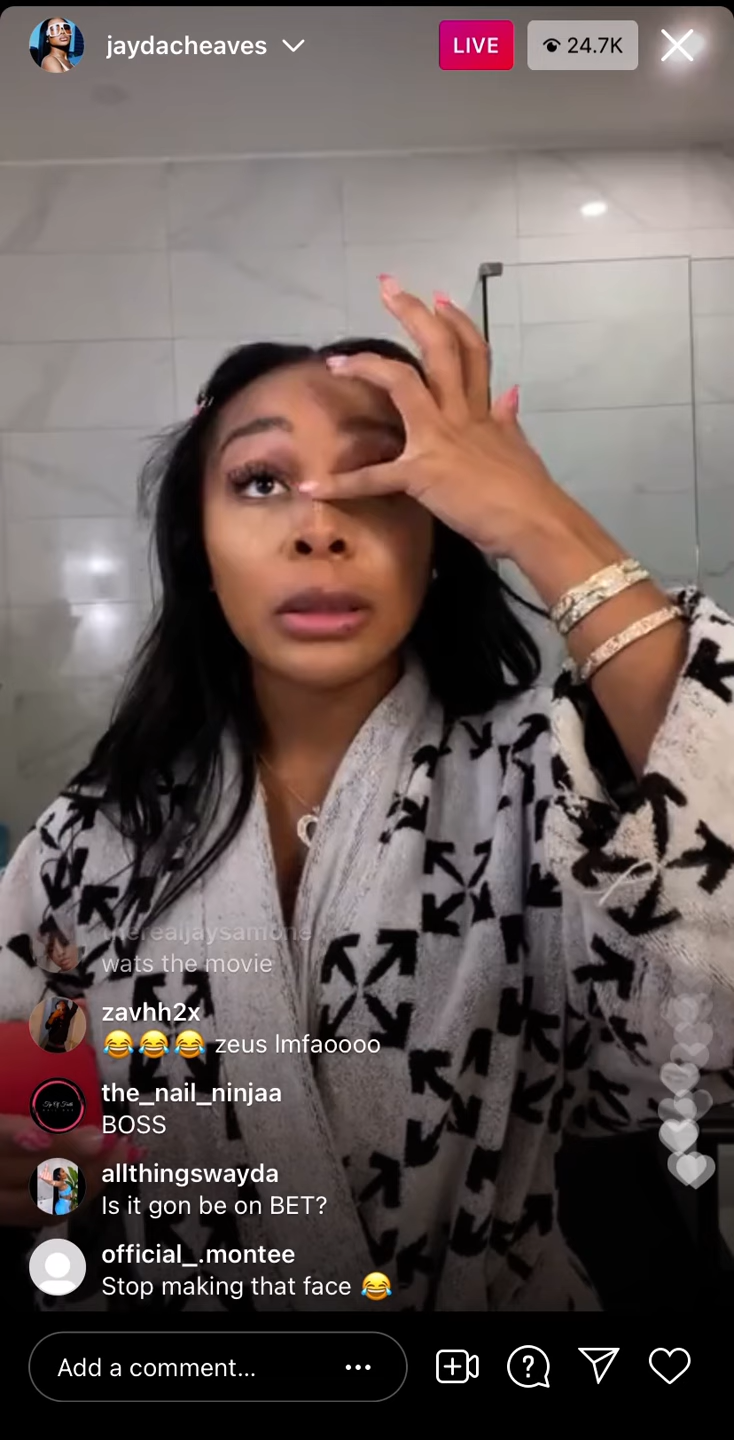 jaydacheaves
LIVE
24.7K
therealjaysamone
wats the movie
zavhh2x
😂😂😂 zeus lmfaoooo
the_nail_ninjaa
BOSS
allthingswayda
Is it gon be on BET?
official_.montee
Stop making that face 😂
Add a comment...